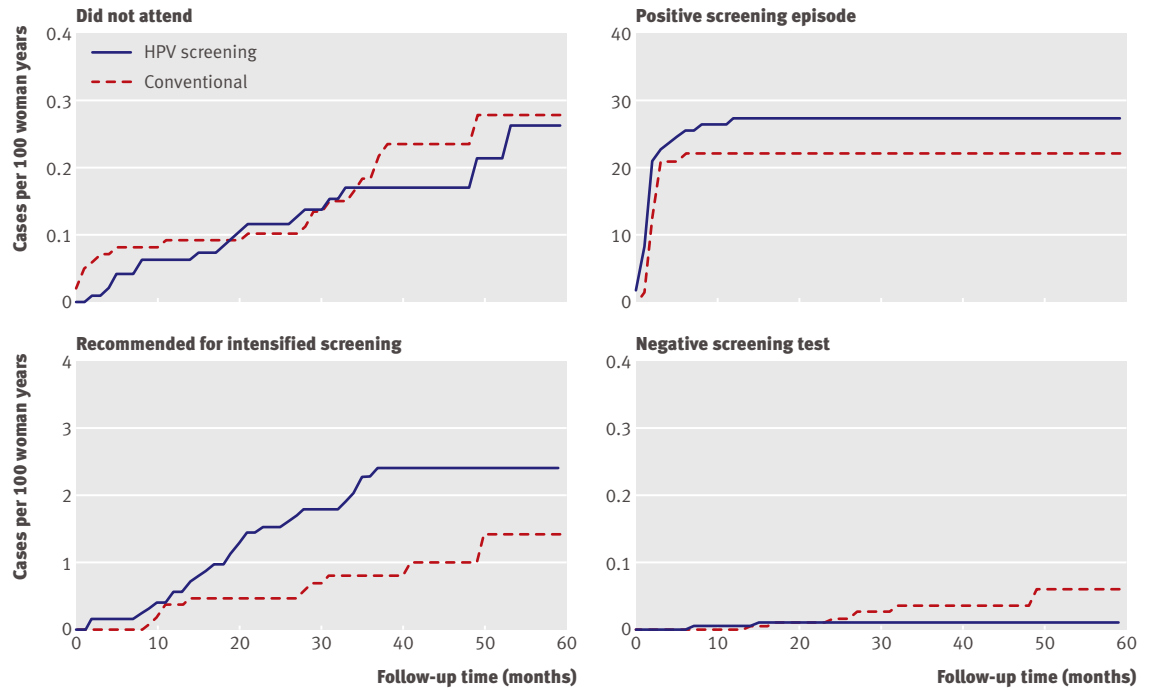 Did not attend
Cases per 100 woman years
0.4
0.3
0.2
0.1
0
HPV screening
Conventional
Positive screening episode
40
30
20
10
0
Recommended for intensified screening
Cases per 100 woman years
4
3
2
1
0
0 10 20 30 40 50 60
Follow-up time (months)
Negative screening test
0.4
0.3
0.2
0.1
0
0 10 20 30 40 50 60
Follow-up time (months)